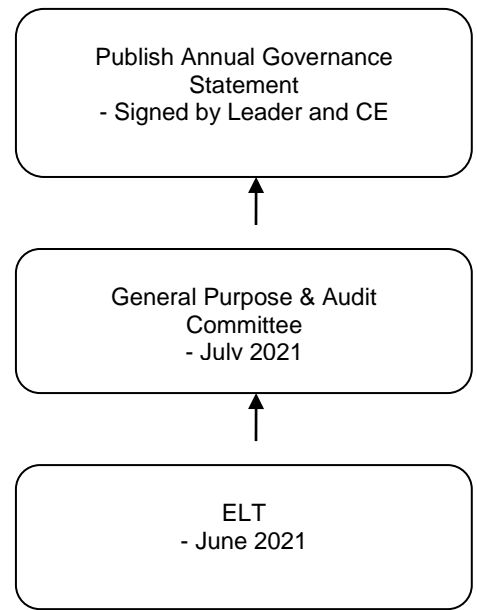 Publish Annual Governance
Statement
- Signed by Leader and CE
General Purpose & Audit
Committee
- July 2021
ELT
- June 2021